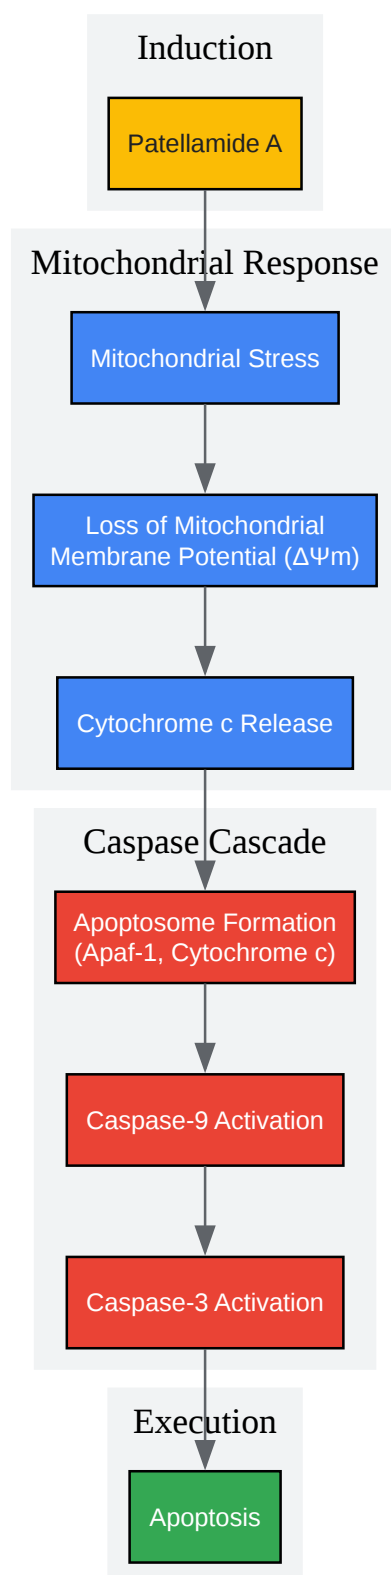 Induction
Patellamide A
Mitochondrial Response
Mitochondrial Stress
Loss of Mitochondrial
Membrane Potential (ΔΨm)
Cytochrome c Release
Caspase Cascade
Apoptosome Formation
(Apaf-1, Cytochrome c)
Caspase-9 Activation
Caspase-3 Activation
Execution
Apoptosis